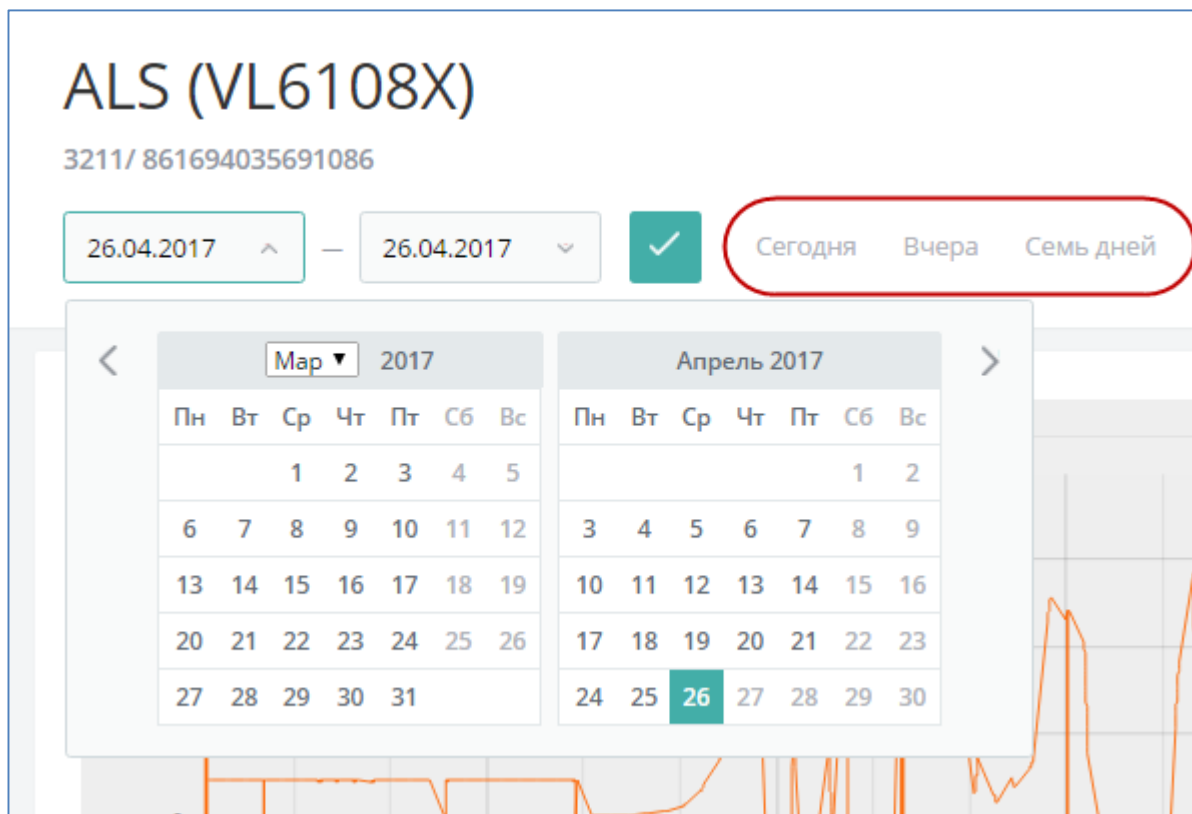 ALS (VL6108X)
3211/ 861694035691086
26.04.2017 — 26.04.2017 Сегодня Вчера Семь дней
Мар 2017 Апрель 2017
Пн Вт Ср Чт Пт Сб Вс Пн Вт Ср Чт Пт Сб Вс
1 2 3 4 5 1 2
6 7 8 9 10 11 12 3 4 5 6 7 8 9
13 14 15 16 17 18 19 10 11 12 13 14 15 16
20 21 22 23 24 25 26 17 18 19 20 21 22 23
27 28 29 30 31 24 25 26 27 28 29 30